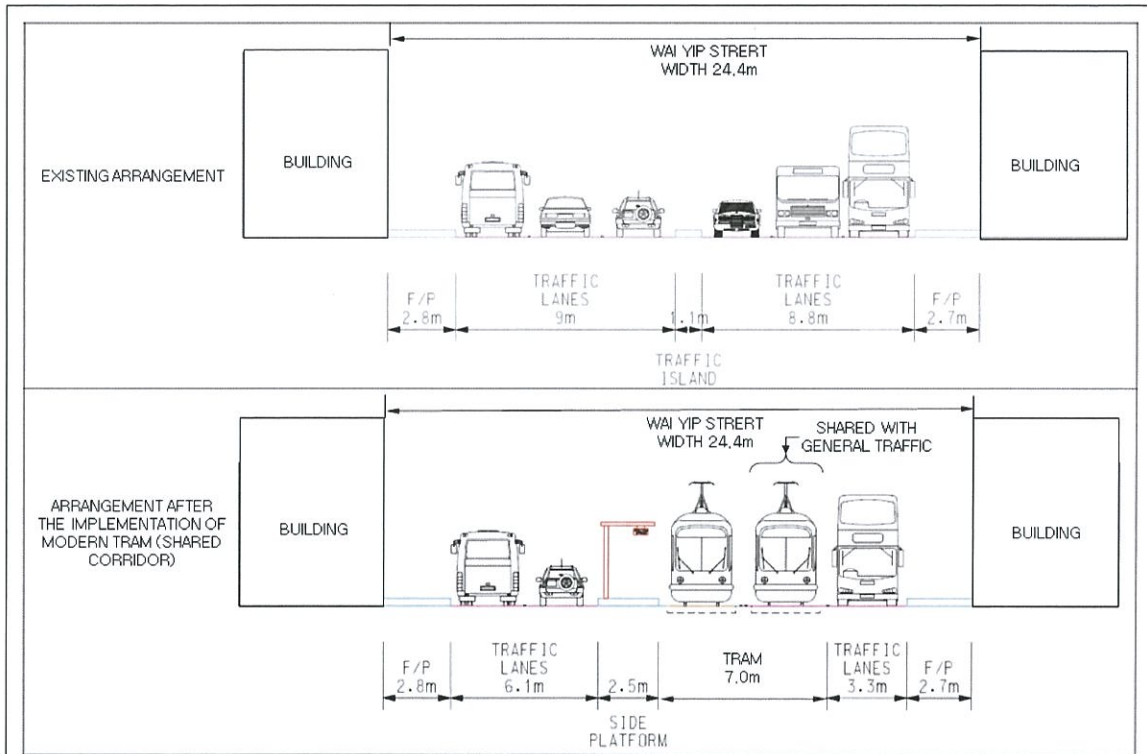 WAI YIP STRERT
WIDTH 24.4m
EXISTING ARRANGEMENT
BUILDING
BUILDING
F/P
2.8m
TRAFFIC
LANES
9m
1.1m
TRAFFIC
LANES
8.8m
F/P
2.7m
TRAFFIC
ISLAND
WAI YIP STRERT
WIDTH 24.4m
SHARED WITH
GENERAL TRAFFIC
ARRANGEMENT AFTER
THE IMPLEMENTATION OF
MODERN TRAM (SHARED
CORRIDOR)
BUILDING
BUILDING
F/P
2.8m
TRAFFIC
LANES
6.1m
2.5m
TRAM
7.0m
TRAFFIC
LANES
3.3m
F/P
2.7m
SIDE
PLATFORM